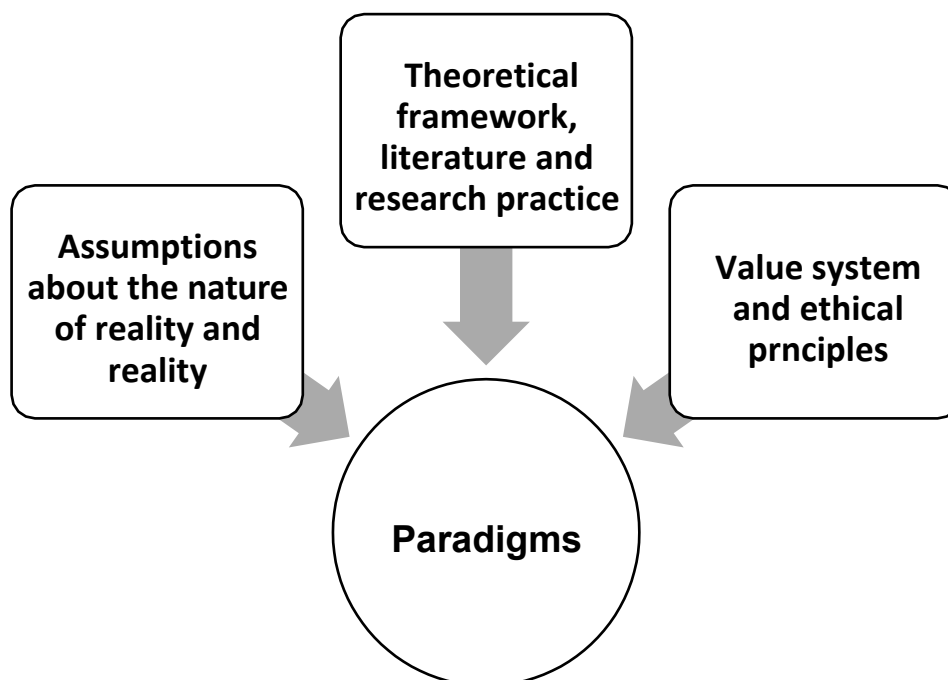 Theoretical
framework,
literature and
research practice
Assumptions
about the nature
of reality and
reality
Value system
and ethical
prnciples
Paradigms